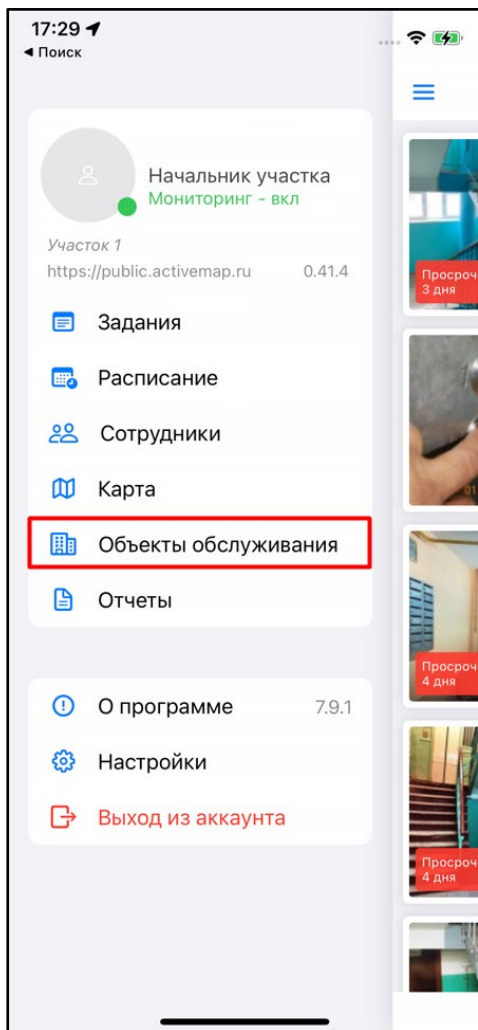 17:29
◀ Поиск
Начальник участка
Мониторинг - вкл
Участок 1
https://public.activemap.ru 0.41.4
Задания
Расписание
Сотрудники
Карта
Объекты обслуживания
Отчеты
О программе 7.9.1
Настройки
Выход из аккаунта
Просроч
3 дня
01
Просроч
4 дня
Просроч
4 дня